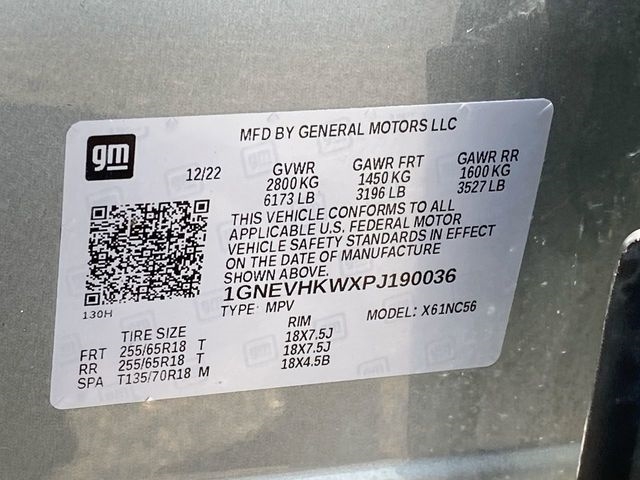 gm
MFD BY GENERAL MOTORS LLC
12/22 GVWR GAWR FRT GAWR RR
2800 KG 1450 KG 1600 KG
6173 LB 3196 LB 3527 LB
THIS VEHICLE CONFORMS TO ALL
APPLICABLE U.S. FEDERAL MOTOR
VEHICLE SAFETY STANDARDS IN EFFECT
ON THE DATE OF MANUFACTURE
1GNEVHKWXPJ190036
TYPE: MPV MODEL: X61NC56
130H
TIRE SIZE RIM
FRT 255/65R18 T 18X7.5J
RR 255/65R18 T 18X7.5J
SPA T135/70R18 M 18X4.5B